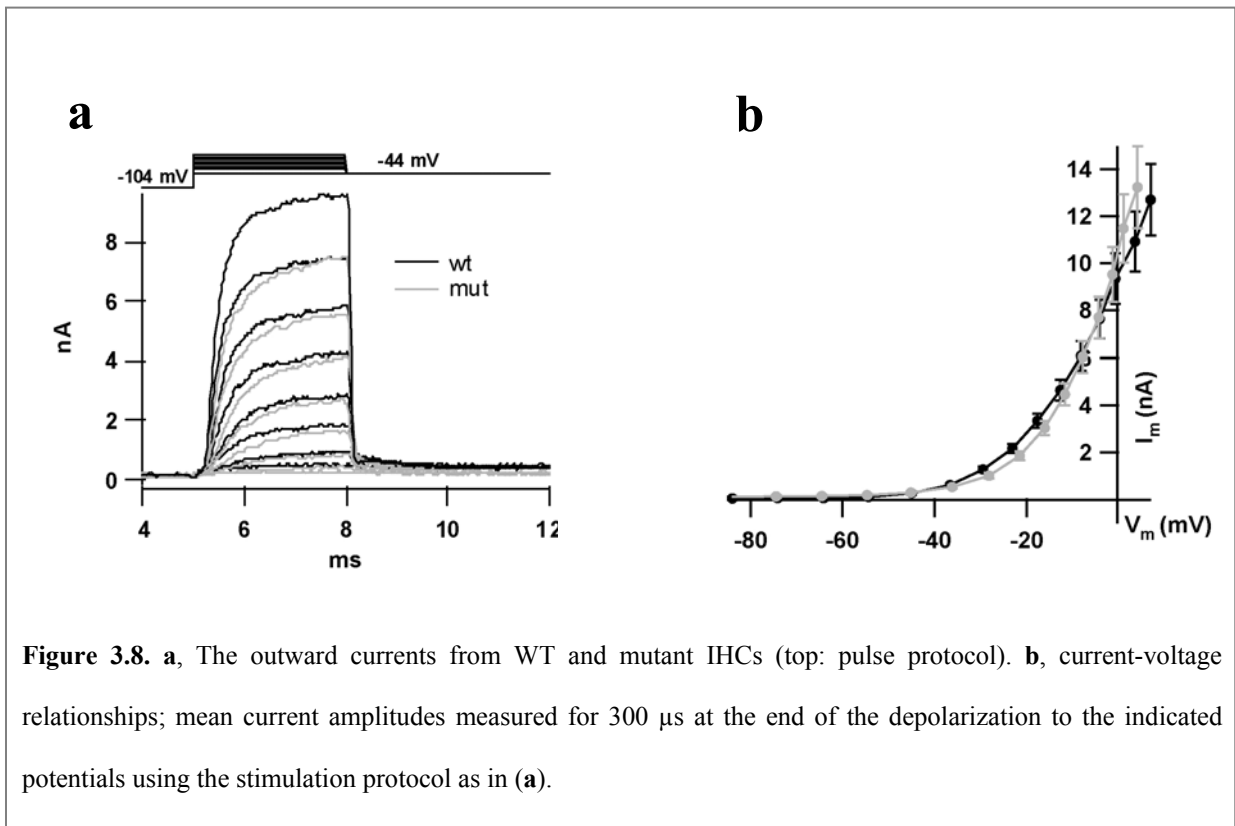 a
-104 mV
-44 mV
8
6
4
2
0
nA
wt
mut
4
6
8
10
12
ms
b
14
12
10
8
4
2
I_m (nA)
-80
-60
-40
-20
V_m (mV)
Figure 3.8. a, The outward currents from WT and mutant IHCs (top: pulse protocol). b, current-voltage
relationships; mean current amplitudes measured for 300 µs at the end of the depolarization to the indicated
potentials using the stimulation protocol as in (a).